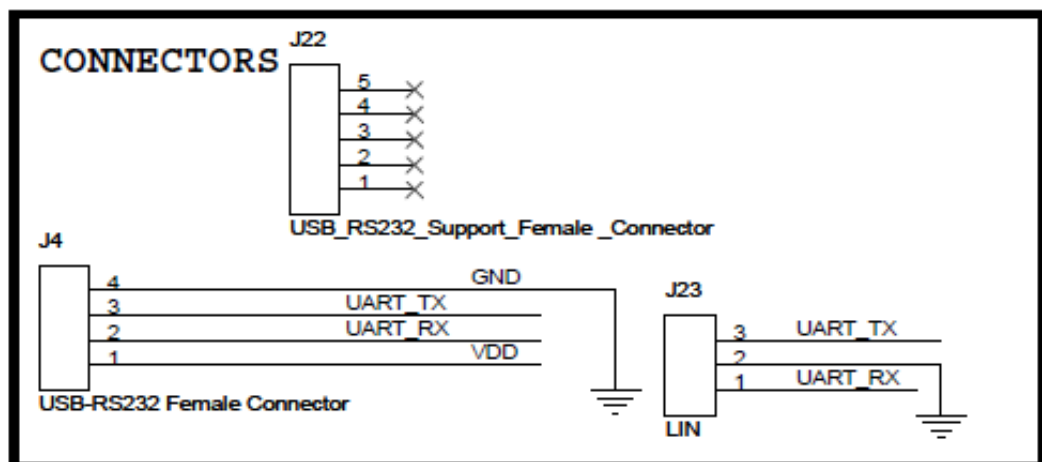 CONNECTORS
J22
5
4
3
2
1
USB_RS232_Support_Female _Connector
J4
4 GND
3 UART_TX
2 UART_RX
1 VDD
USB-RS232 Female Connector
J23
3 UART_TX
2
1 UART_RX
LIN